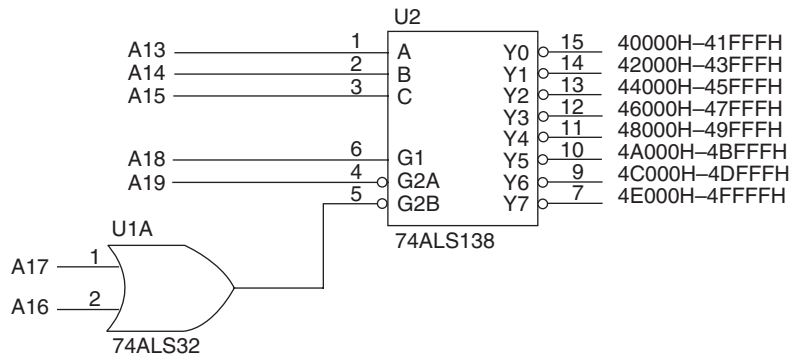 U2
A13 1 A Y0 15 40000H–41FFFH
A14 2 B Y1 14 42000H–43FFFH
A15 3 C Y2 13 44000H–45FFFH
Y3 12 46000H–47FFFH
Y4 11 48000H–49FFFH
A18 6 G1 Y5 10 4A000H–4BFFFH
A19 4 G2A Y6 9 4C000H–4DFFFH
5 G2B Y7 7 4E000H–4FFFFH
74ALS138
U1A
A17 1
A16 2
74ALS32